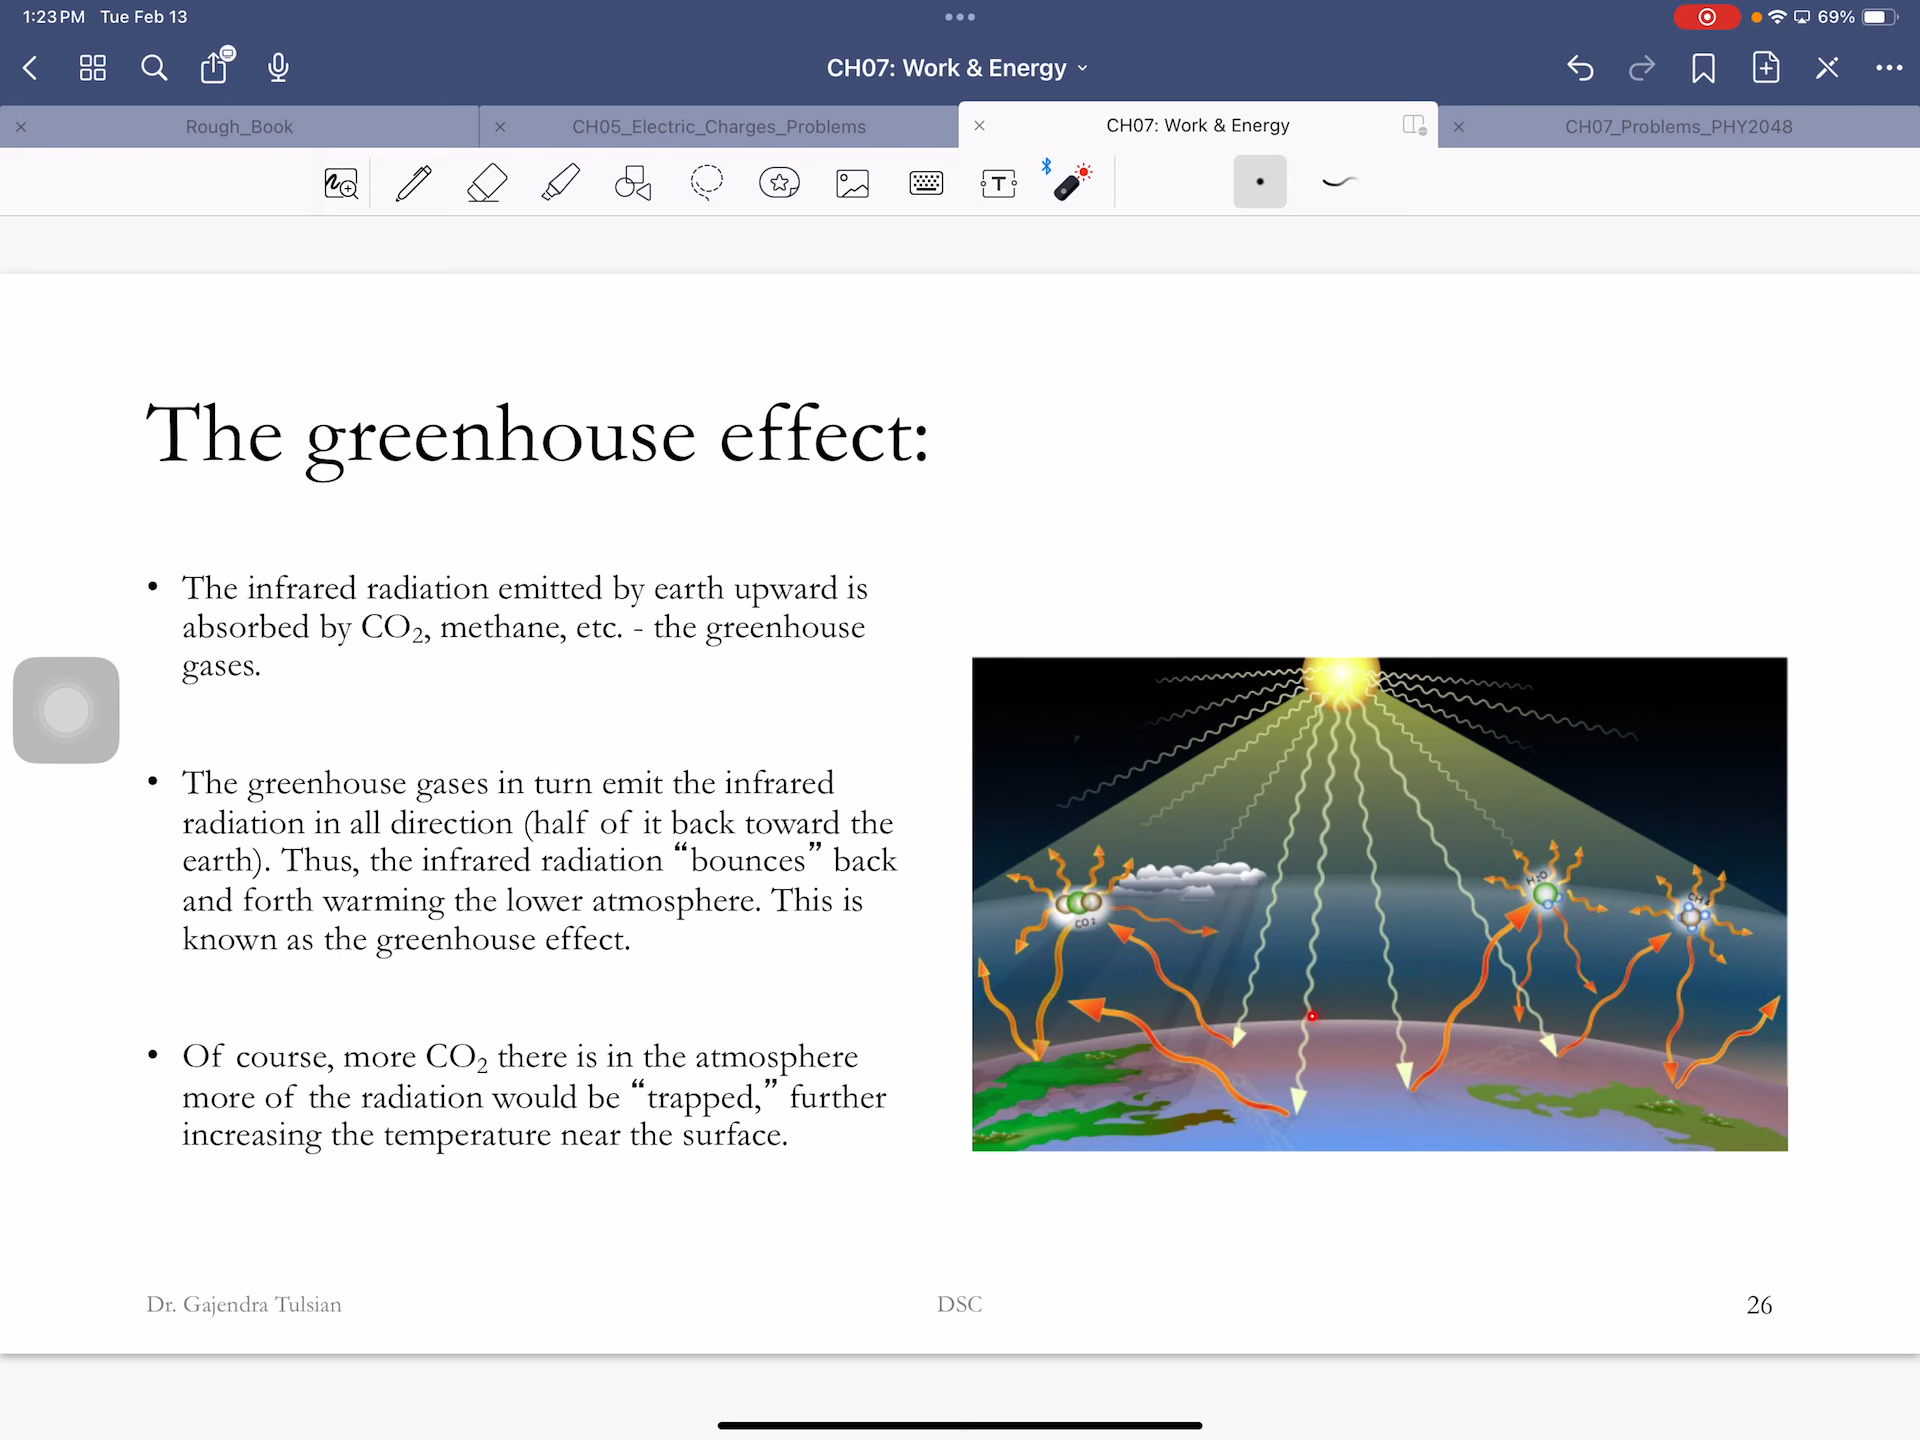 1:23 PM Tue Feb 13
69%
CH07: Work & Energy
Rough_Book
CH05_Electric_Charges_Problems
CH07: Work & Energy
CH07_Problems_PHY2048
T
The greenhouse effect:
• The infrared radiation emitted by earth upward is
absorbed by CO₂, methane, etc. - the greenhouse
gases.
• The greenhouse gases in turn emit the infrared
radiation in all direction (half of it back toward the
earth). Thus, the infrared radiation “bounces” back
and forth warming the lower atmosphere. This is
known as the greenhouse effect.
• Of course, more CO₂ there is in the atmosphere
more of the radiation would be “trapped,” further
increasing the temperature near the surface.
H₂O
CO₂
Dr. Gajendra Tulsian
DSC
26